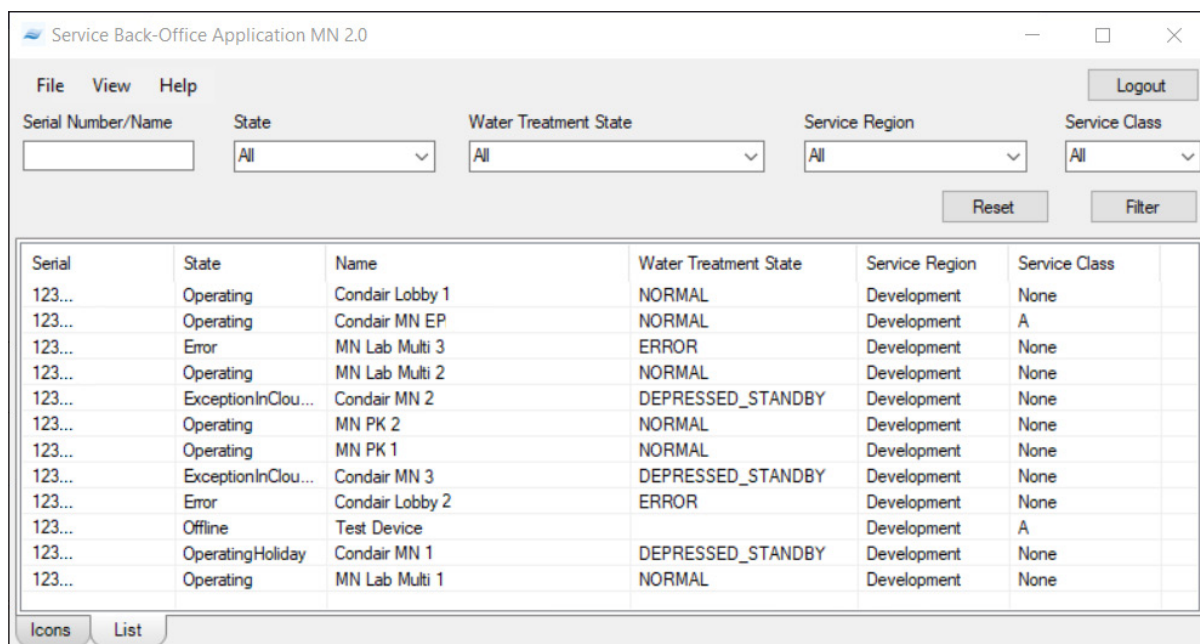 Service Back-Office Application MN 2.0
File View Help Logout
Serial Number/Name State Water Treatment State Service Region Service Class
All All All All
Reset Filter
Serial State Name Water Treatment State Service Region Service Class
123... Operating Condair Lobby 1 NORMAL Development None
123... Operating Condair MN EP NORMAL Development A
123... Error MN Lab Multi 3 ERROR Development None
123... Operating MN Lab Multi 2 NORMAL Development None
123... ExceptionInClou... Condair MN 2 DEPRESSED_STANDBY Development None
123... Operating MN PK 2 NORMAL Development None
123... Operating MN PK 1 NORMAL Development None
123... ExceptionInClou... Condair MN 3 DEPRESSED_STANDBY Development None
123... Error Condair Lobby 2 ERROR Development None
123... Offline Test Device Development A
123... OperatingHoliday Condair MN 1 DEPRESSED_STANDBY Development None
123... Operating MN Lab Multi 1 NORMAL Development None
Icons List